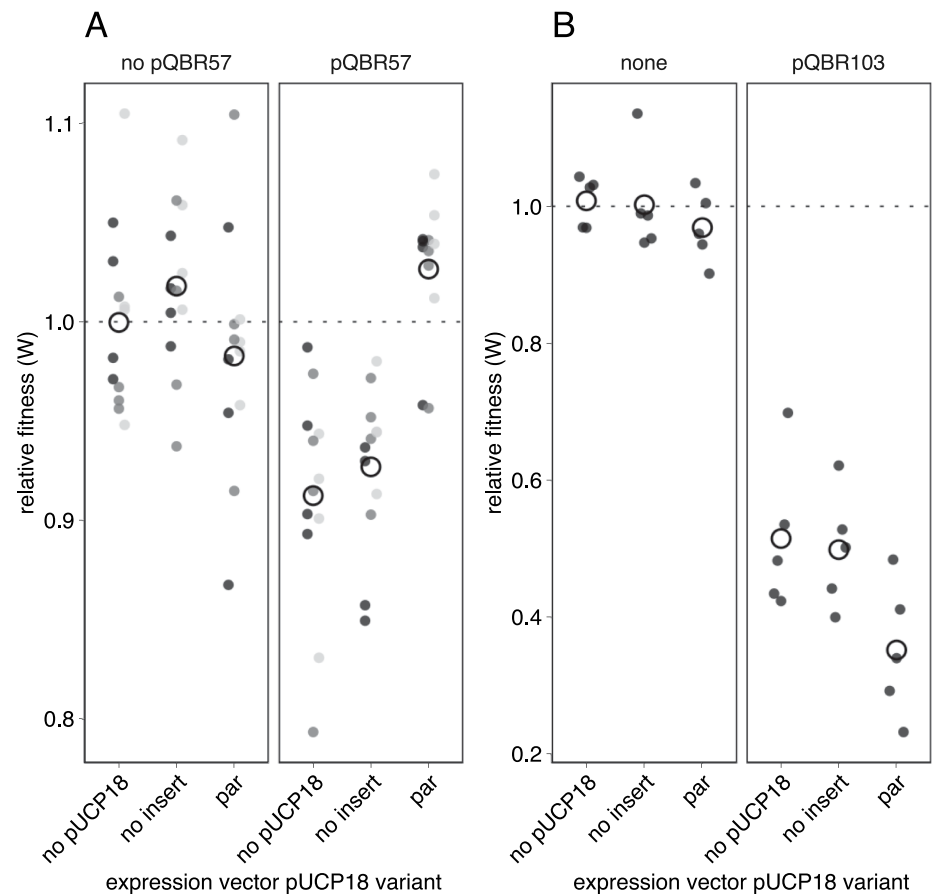 A
no pQBR57 pQBR57
relative fitness (W)
1.1
1.0
0.9
0.8
no pUCP18 no insert par no pUCP18 no insert par
expression vector pUCP18 variant
B
none pQBR103
relative fitness (W)
1.0
0.8
0.6
0.4
0.2
no pUCP18 no insert par no pUCP18 no insert par
expression vector pUCP18 variant